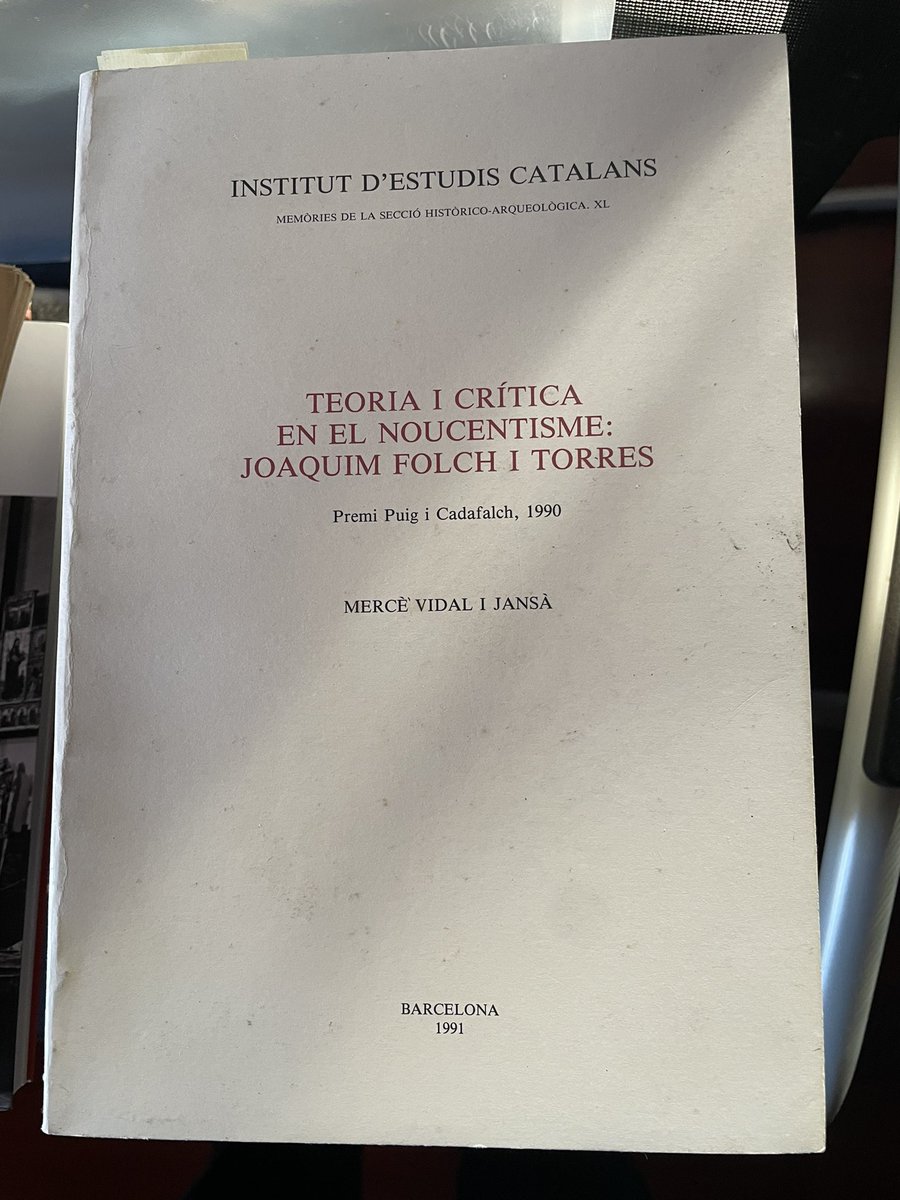 INSTITUT D'ESTUDIS CATALANS
MEMÒRIES DE LA SECCIÓ HISTÒRICO-ARQUEOLÒGICA. XL
TEORIA I CRÍTICA
EN EL NOUCENTISME:
JOAQUIM FOLCH I TORRES
Premi Puig i Cadafalch, 1990
MERCÈ VIDAL I JANSÀ
BARCELONA
1991